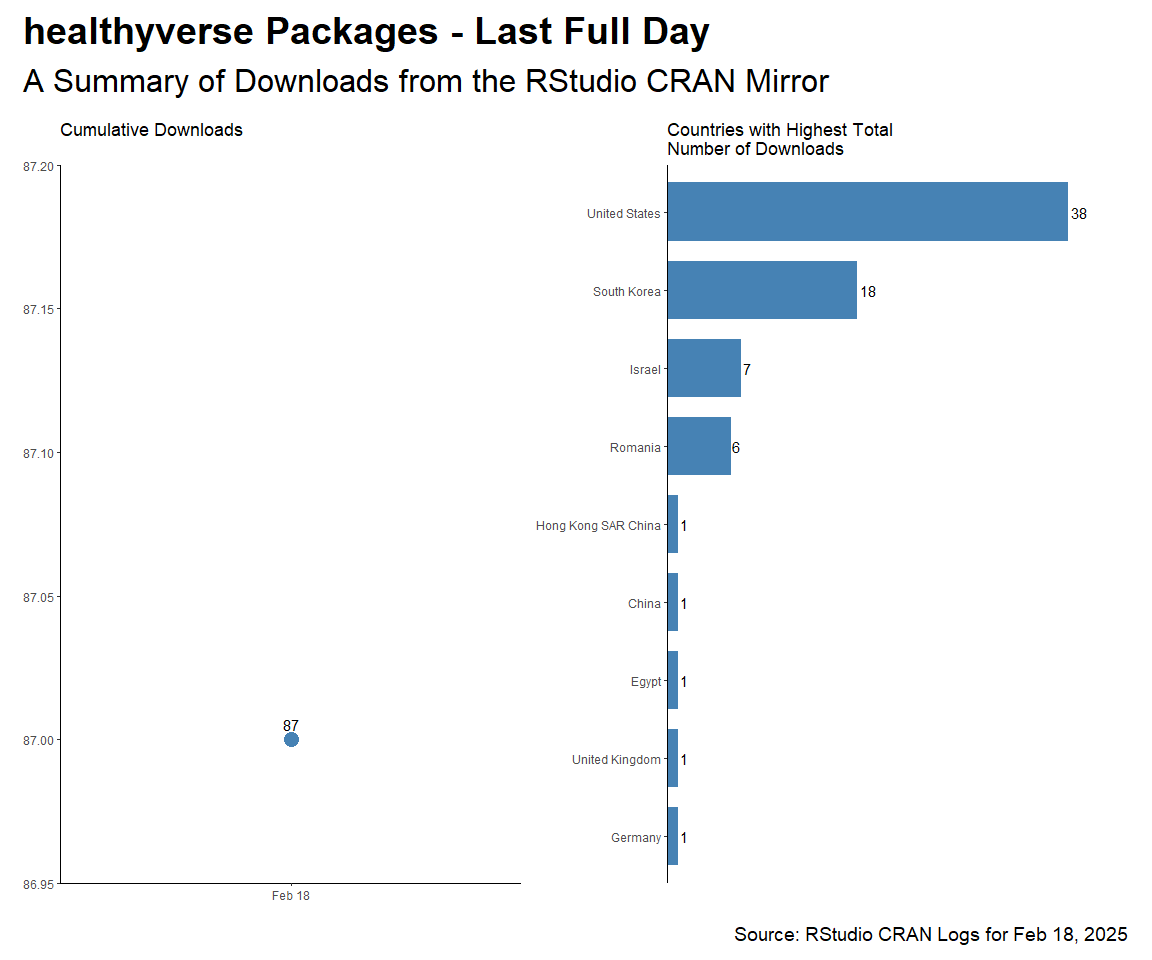 healthyverse Packages - Last Full Day
A Summary of Downloads from the RStudio CRAN Mirror
Cumulative Downloads
87.20
87.15
87.10
87.05
87.00
86.95
87
Feb 18
Countries with Highest Total
Number of Downloads
United States 38
South Korea 18
Israel 7
Romania 6
Hong Kong SAR China 1
China 1
Egypt 1
United Kingdom 1
Germany 1
Source: RStudio CRAN Logs for Feb 18, 2025